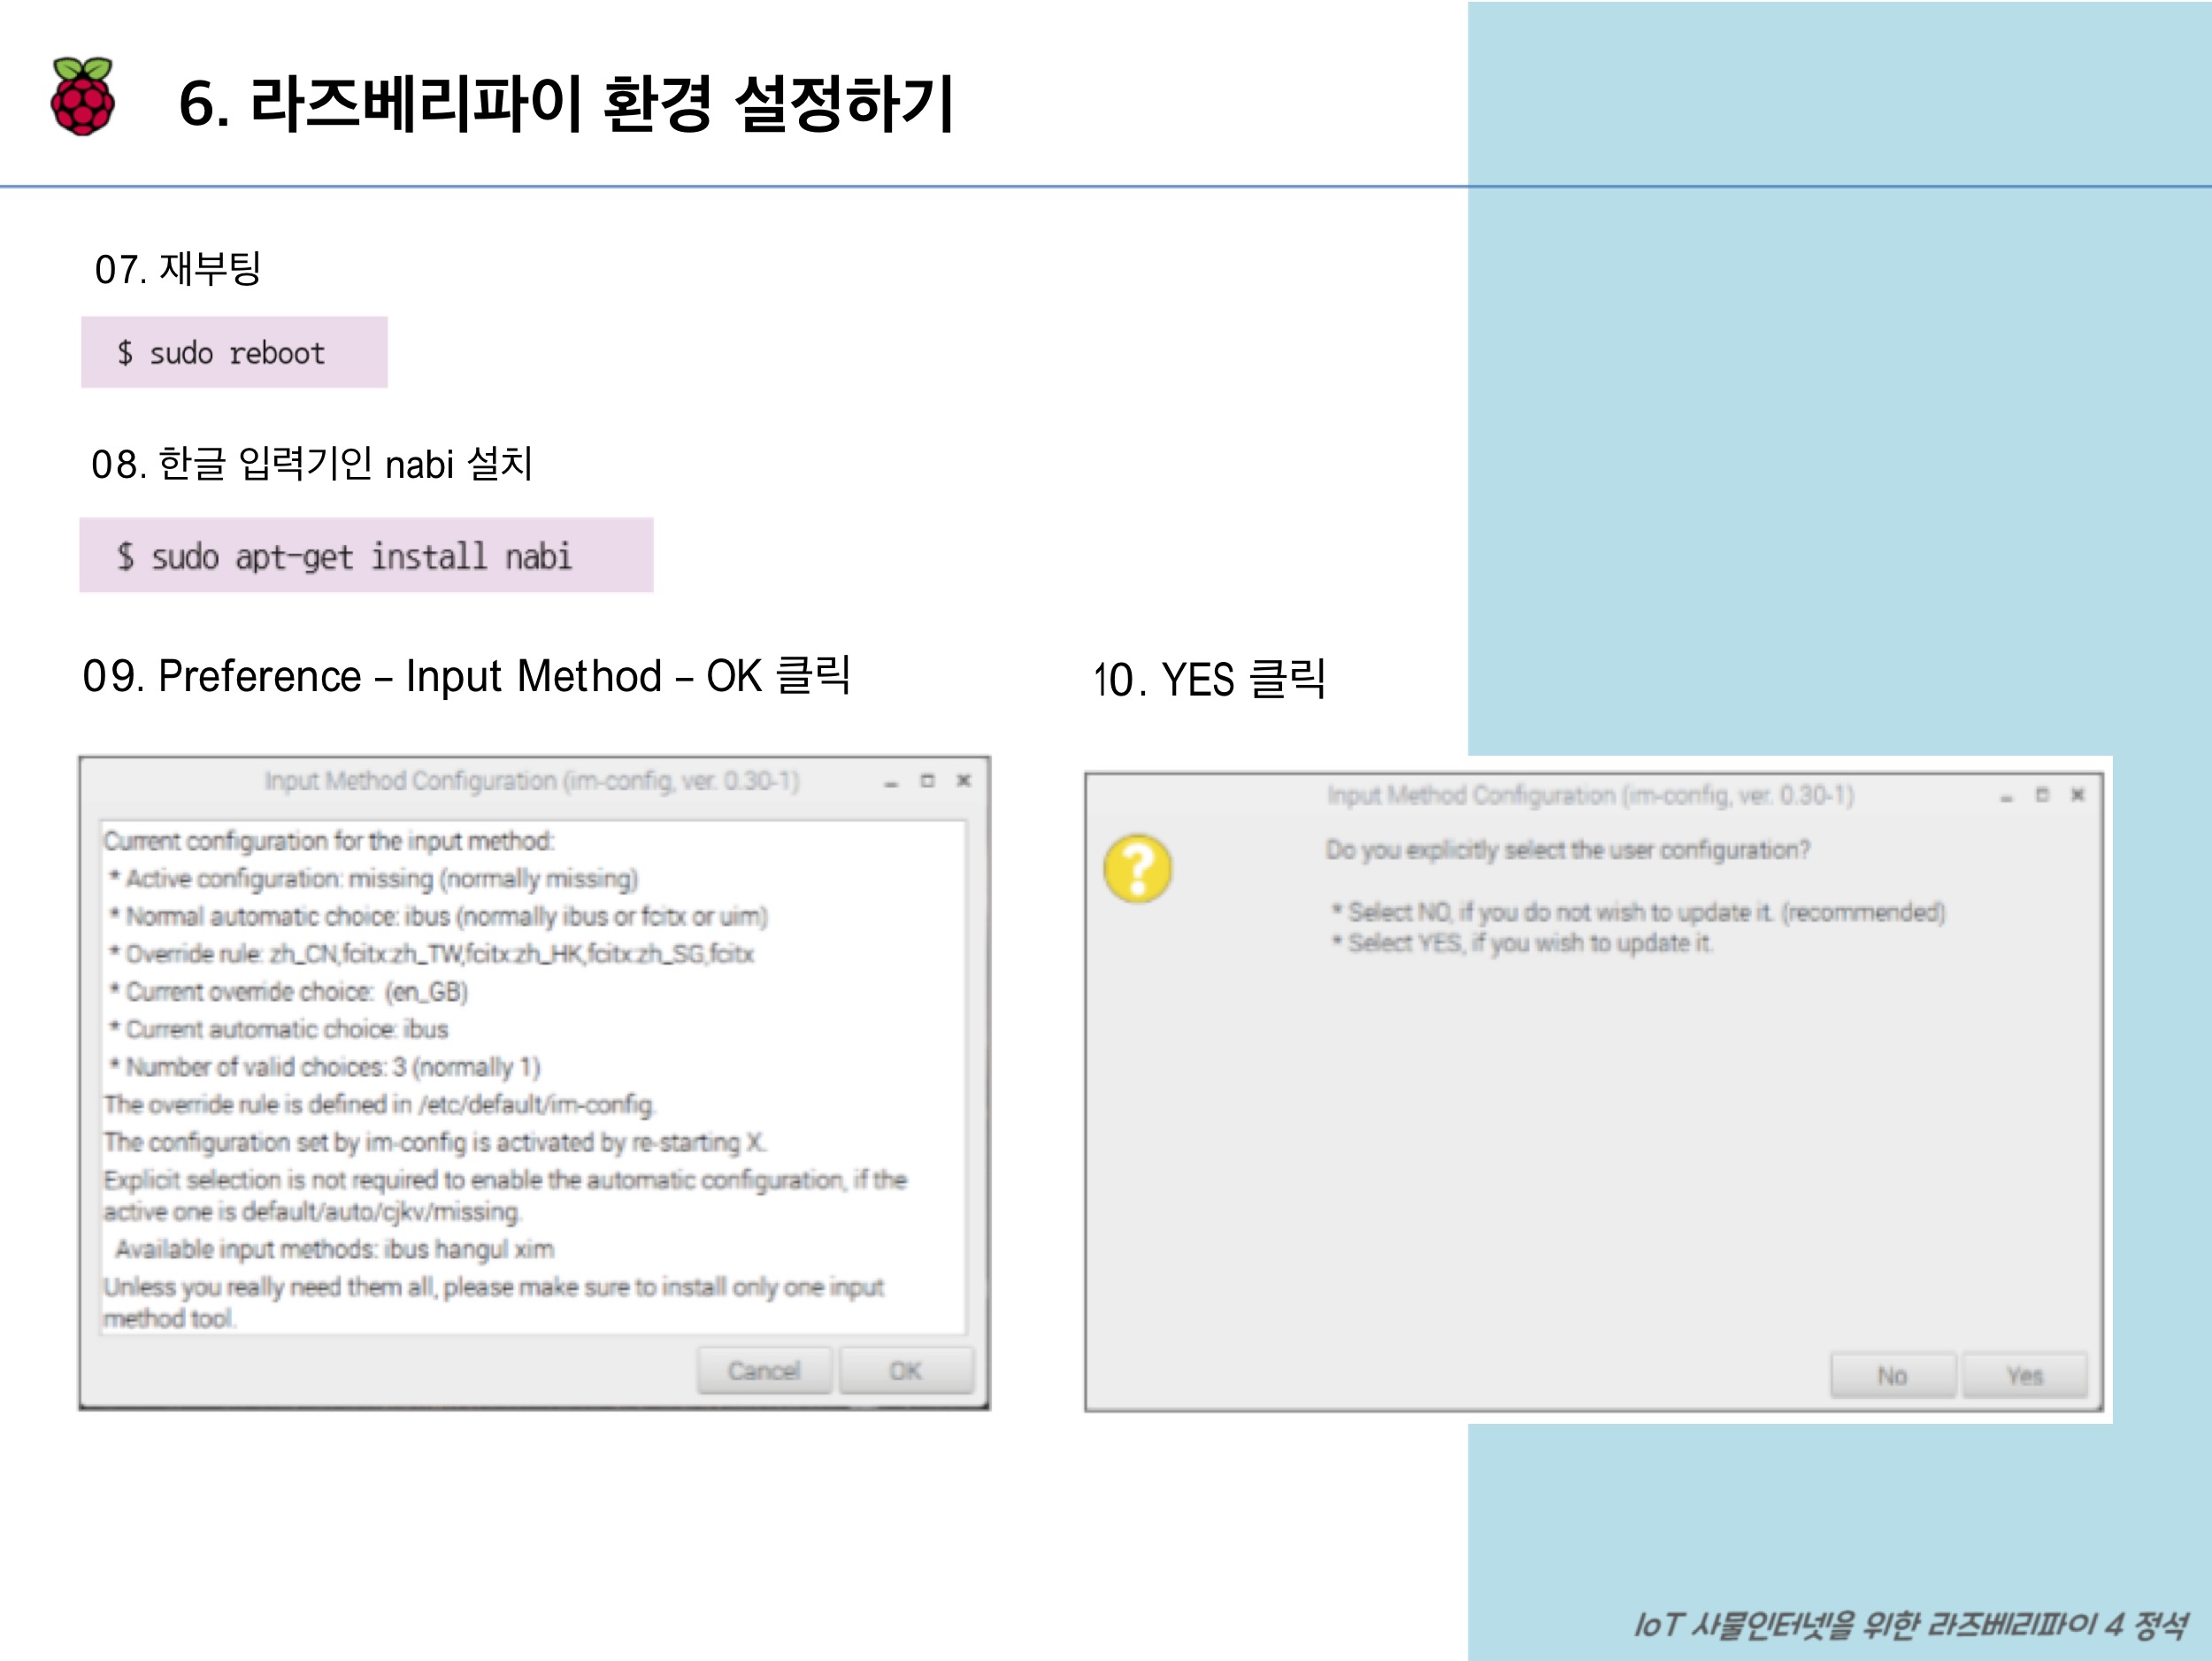 6. 라즈베리파이 환경 설정하기
07. 재부팅
$ sudo reboot
08. 한글 입력기인 nabi 설치
$ sudo apt-get install nabi
09. Preference – Input Method – OK 클릭
Input Method Configuration (im-config, ver. 0.30-1)
Current configuration for the input method:
* Active configuration: missing (normally missing)
* Normal automatic choice: ibus (normally ibus or fcitx or uim)
* Override rule: zh_CN,fcitx:zh_TW,fcitx:zh_HK,fcitx:zh_SG,fcitx
* Current override choice: (en_GB)
* Current automatic choice: ibus
* Number of valid choices: 3 (normally 1)
The override rule is defined in /etc/default/im-config.
The configuration set by im-config is activated by re-starting X.
Explicit selection is not required to enable the automatic configuration, if the
active one is default/auto/cjkv/missing.
Available input methods: ibus hangul xim
Unless you really need them all, please make sure to install only one input
method tool.
Cancel OK
10. YES 클릭
Input Method Configuration (im-config, ver. 0.30-1)
Do you explicitly select the user configuration?
* Select NO, if you do not wish to update it. (recommended)
* Select YES, if you wish to update it.
No Yes
IoT 사물인터넷을 위한 라즈베리파이 4 정석